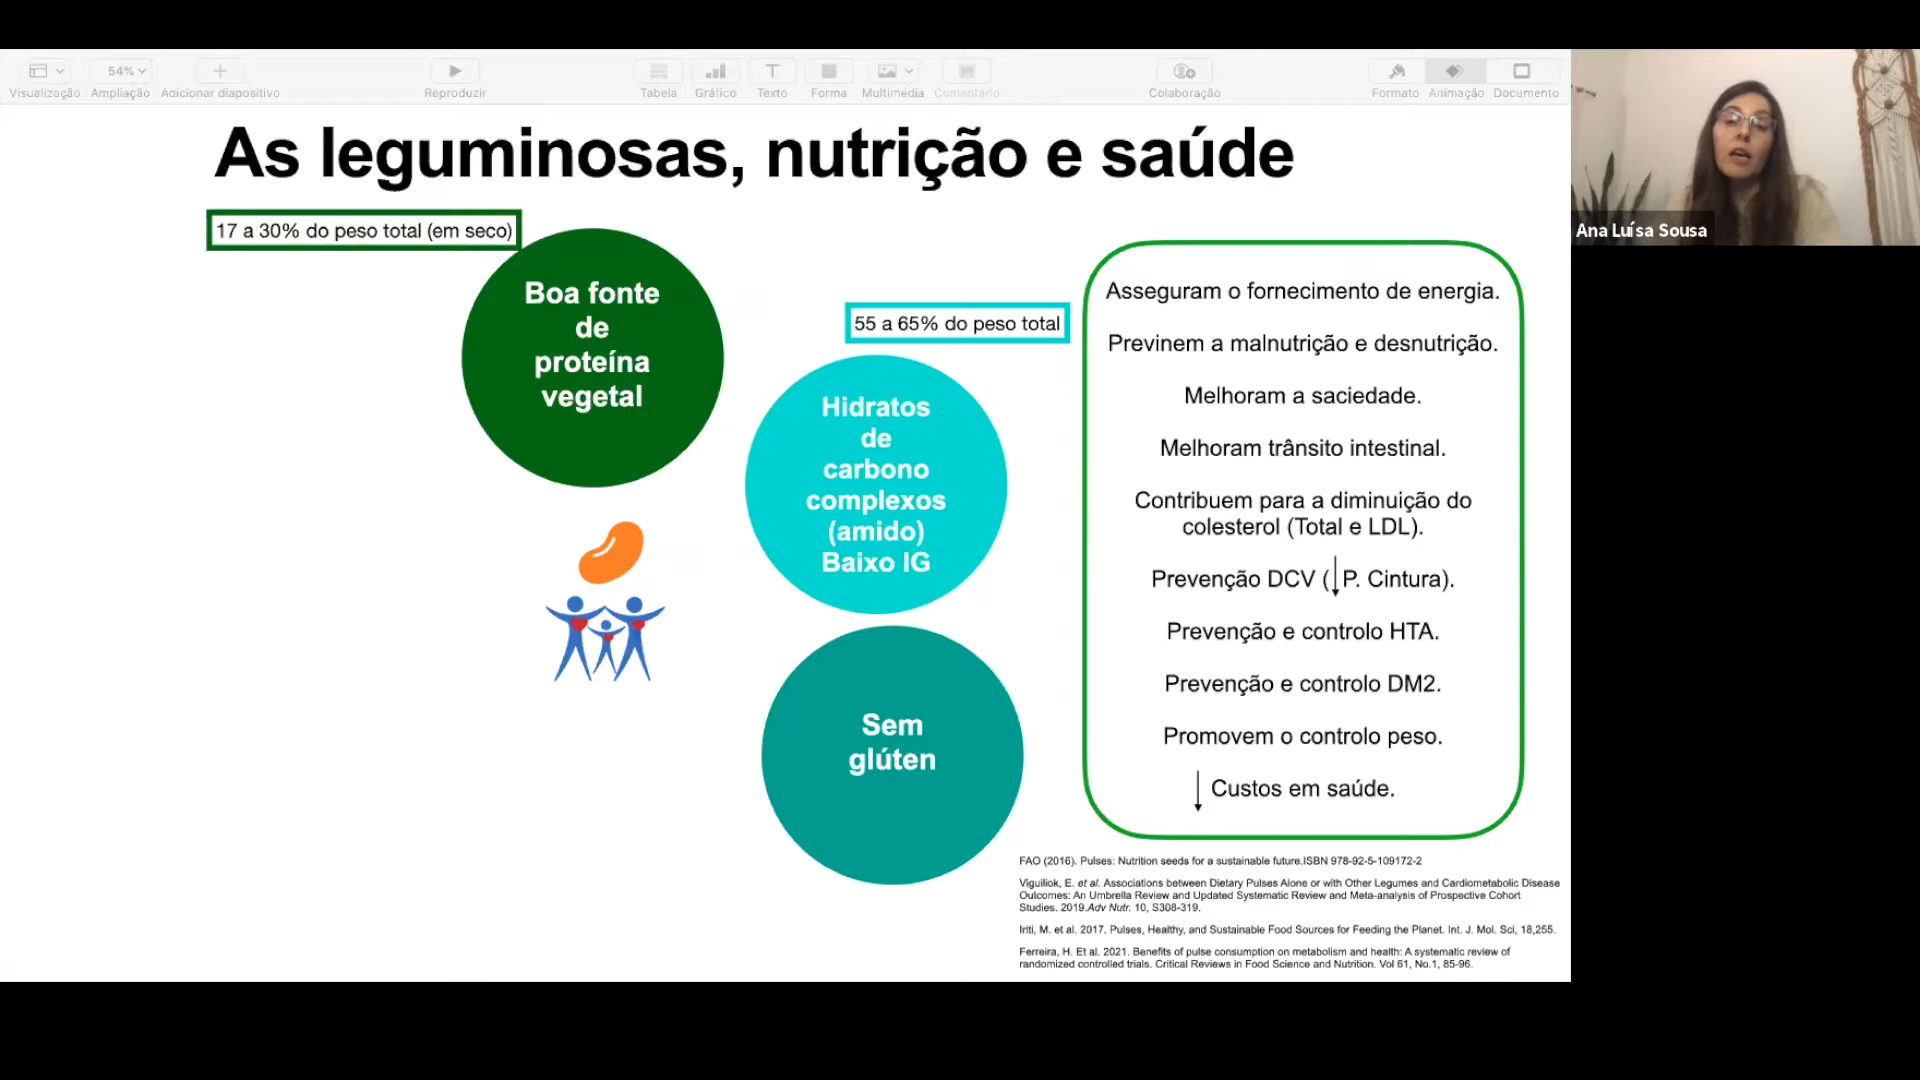 54%
Visualização
Ampliação
Adicionar diapositivo
Reproduzir
Tabela
Gráfico
Texto
Forma
Multimédia
Comentário
Colaboração
Formato
Animação
Documento
As leguminosas, nutrição e saúde
17 a 30% do peso total (em seco)
Boa fonte
de
proteína
vegetal
55 a 65% do peso total
Hidratos
de
carbono
complexos
(amido)
Baixo IG
Sem
glúten
Asseguram o fornecimento de energia.
Previnem a malnutrição e desnutrição.
Melhoram a saciedade.
Melhoram trânsito intestinal.
Contribuem para a diminuição do
colesterol (Total e LDL).
Prevenção DCV (↓P. Cintura).
Prevenção e controlo HTA.
Prevenção e controlo DM2.
Promovem o controlo peso.
↓ Custos em saúde.
FAO (2016). Pulses: Nutrition seeds for a sustainable future.ISBN 978-92-5-109172-2
Viguiliok, E. et al. Associations between Dietary Pulses Alone or with Other Legumes and Cardiometabolic Disease
Outcomes: An Umbrella Review and Updated Systematic Review and Meta-analysis of Prospective Cohort
Studies. 2019.Adv Nutr. 10, S308-319.
Iriti, M. et al. 2017. Pulses, Healthy, and Sustainable Food Sources for Feeding the Planet. Int. J. Mol. Sci, 18,255.
Ferreira, H. Et al. 2021. Benefits of pulse consumption on metabolism and health: A systematic review of
randomized controlled trials. Critical Reviews in Food Science and Nutrition. Vol 61, No.1, 85-96.
Ana Luísa Sousa